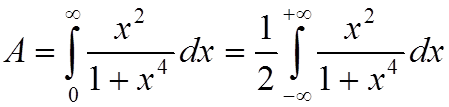 A = ∫₀^∞ x²/(1 + x⁴) dx = 1/2 ∫₋∞^+∞ x²/(1 + x⁴) dx